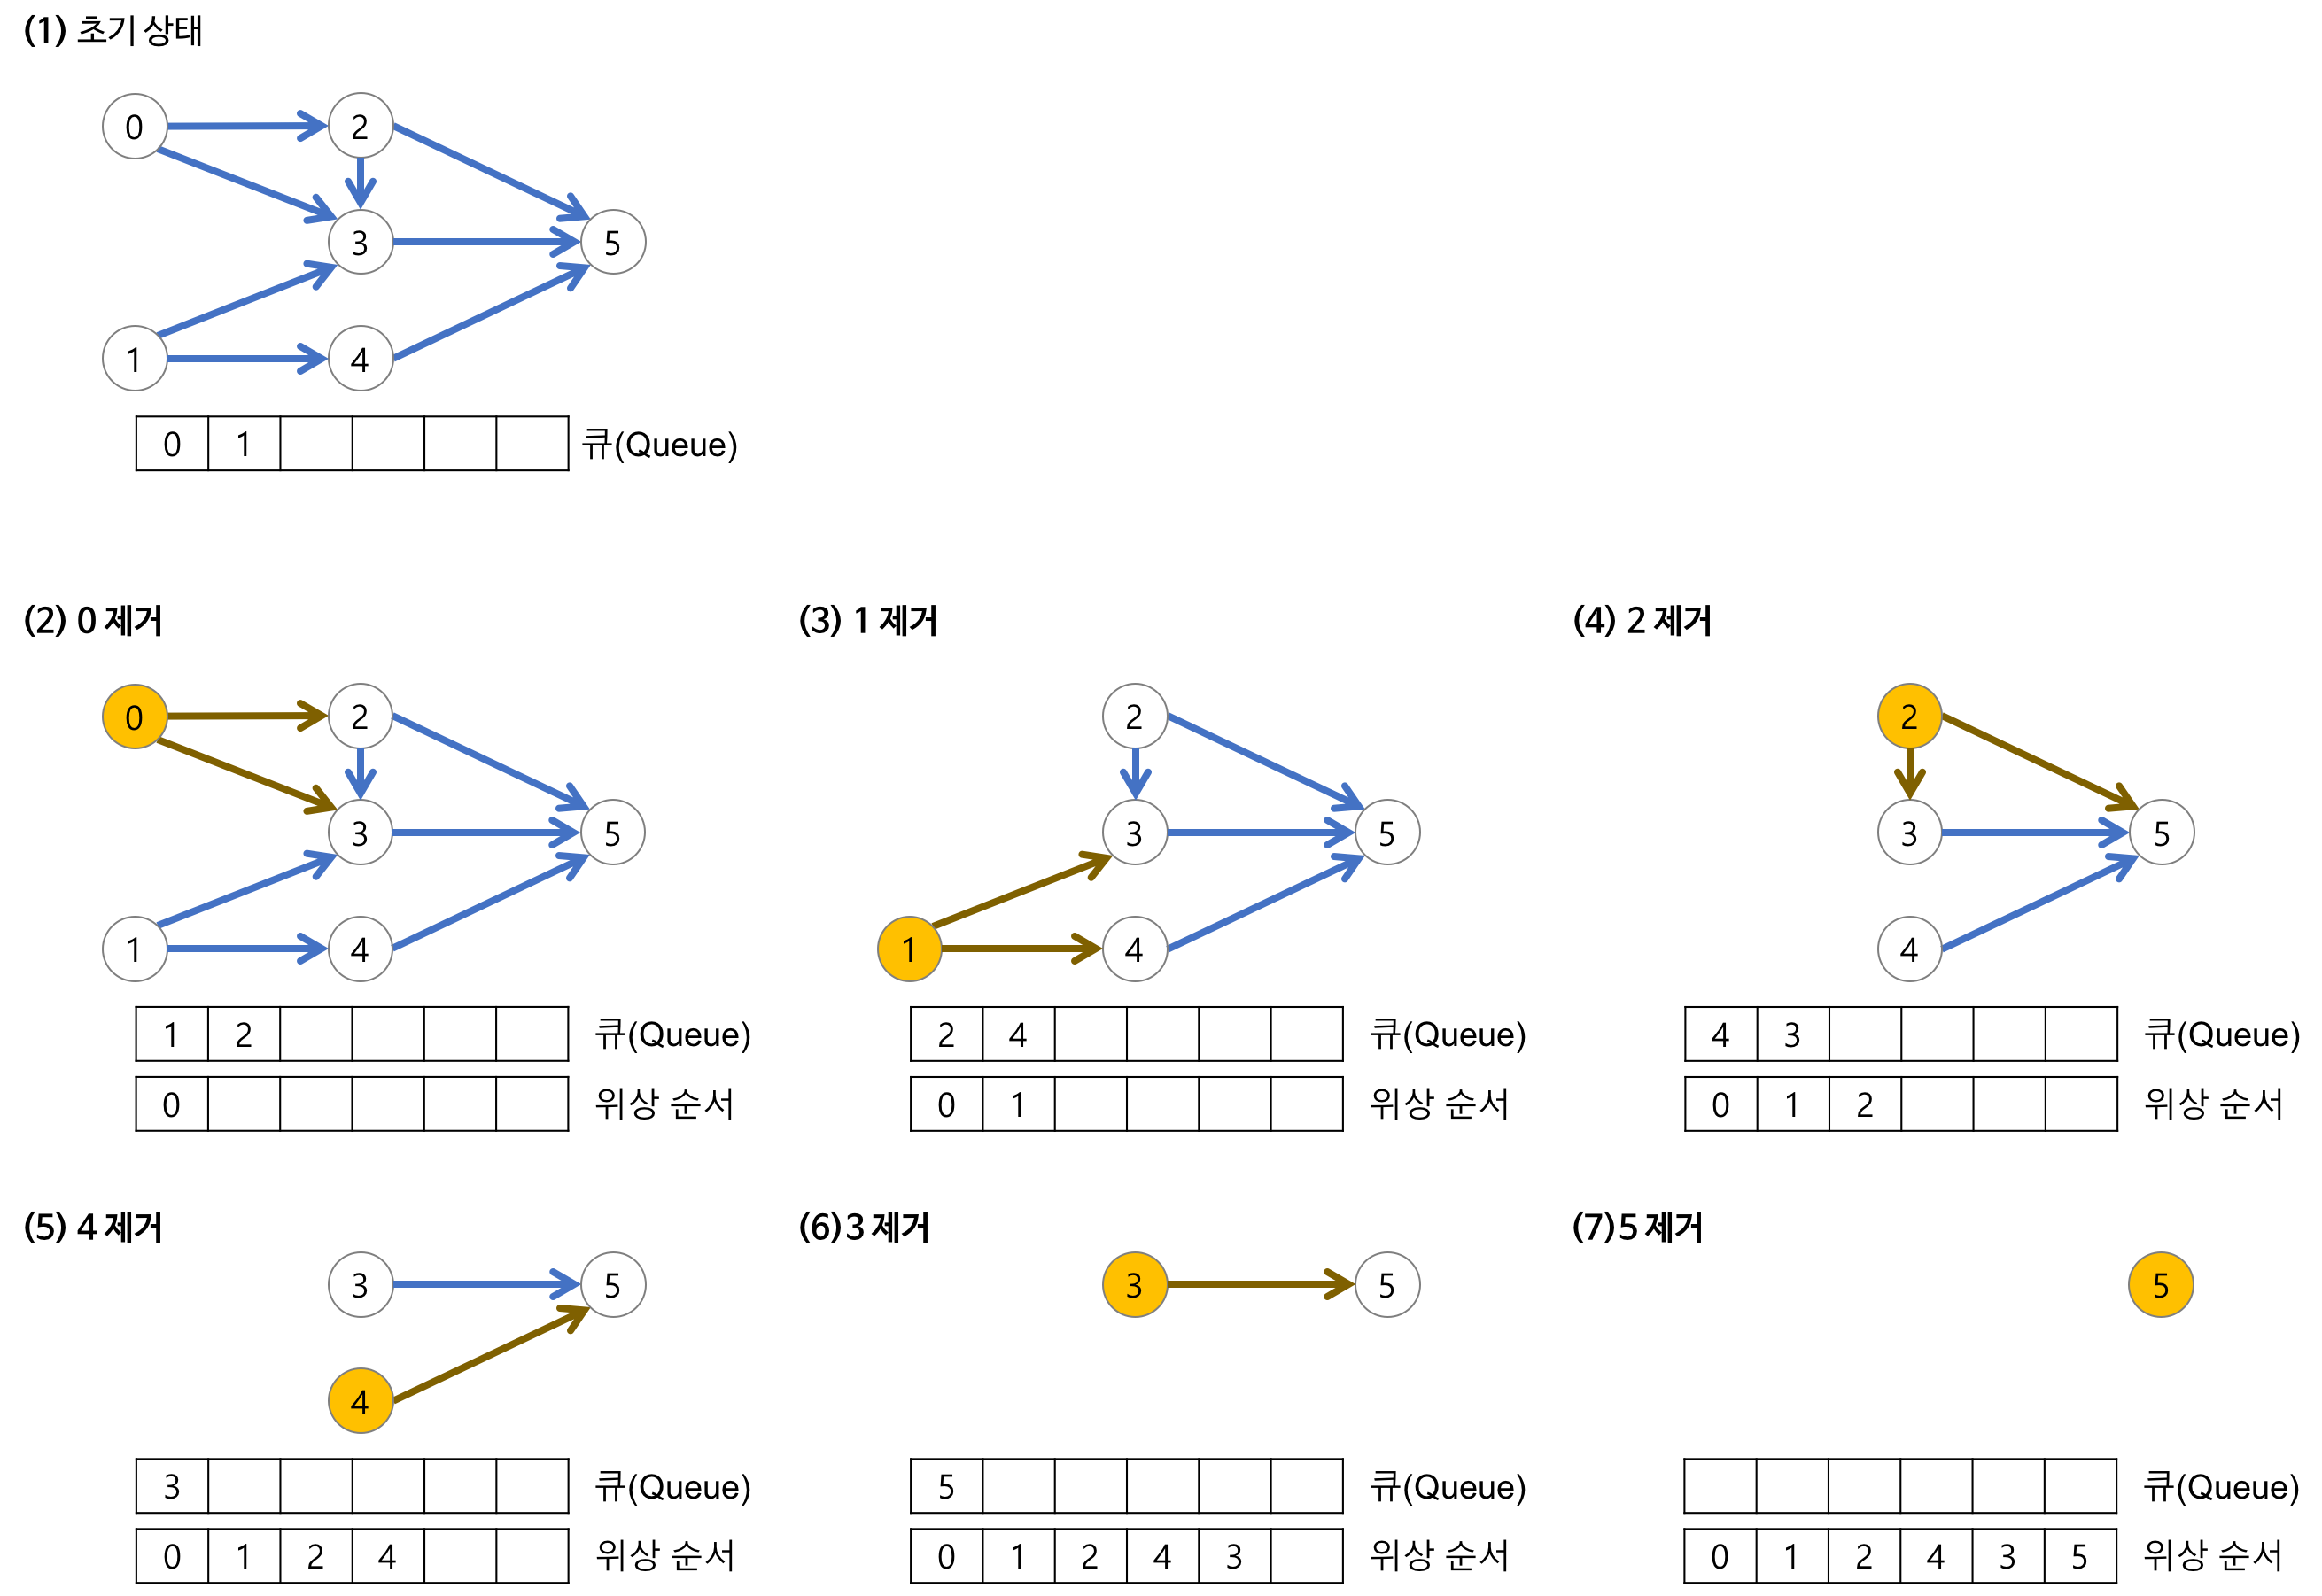 (1) 초기 상태
0 2
3 5
1 4
0 1 큐(Queue)
(2) 0 제거
0 2
3 5
1 4
1 2 큐(Queue)
0 위상 순서
(3) 1 제거
2
3 5
1 4
2 4 큐(Queue)
0 1 위상 순서
(4) 2 제거
2
3 5
4
4 3 큐(Queue)
0 1 2 위상 순서
(5) 4 제거
3 5
4
3 큐(Queue)
0 1 2 4 위상 순서
(6)3 제거
3 5
5 큐(Queue)
0 1 2 4 3 위상 순서
(7)5 제거
5
큐(Queue)
0 1 2 4 3 5 위상 순서